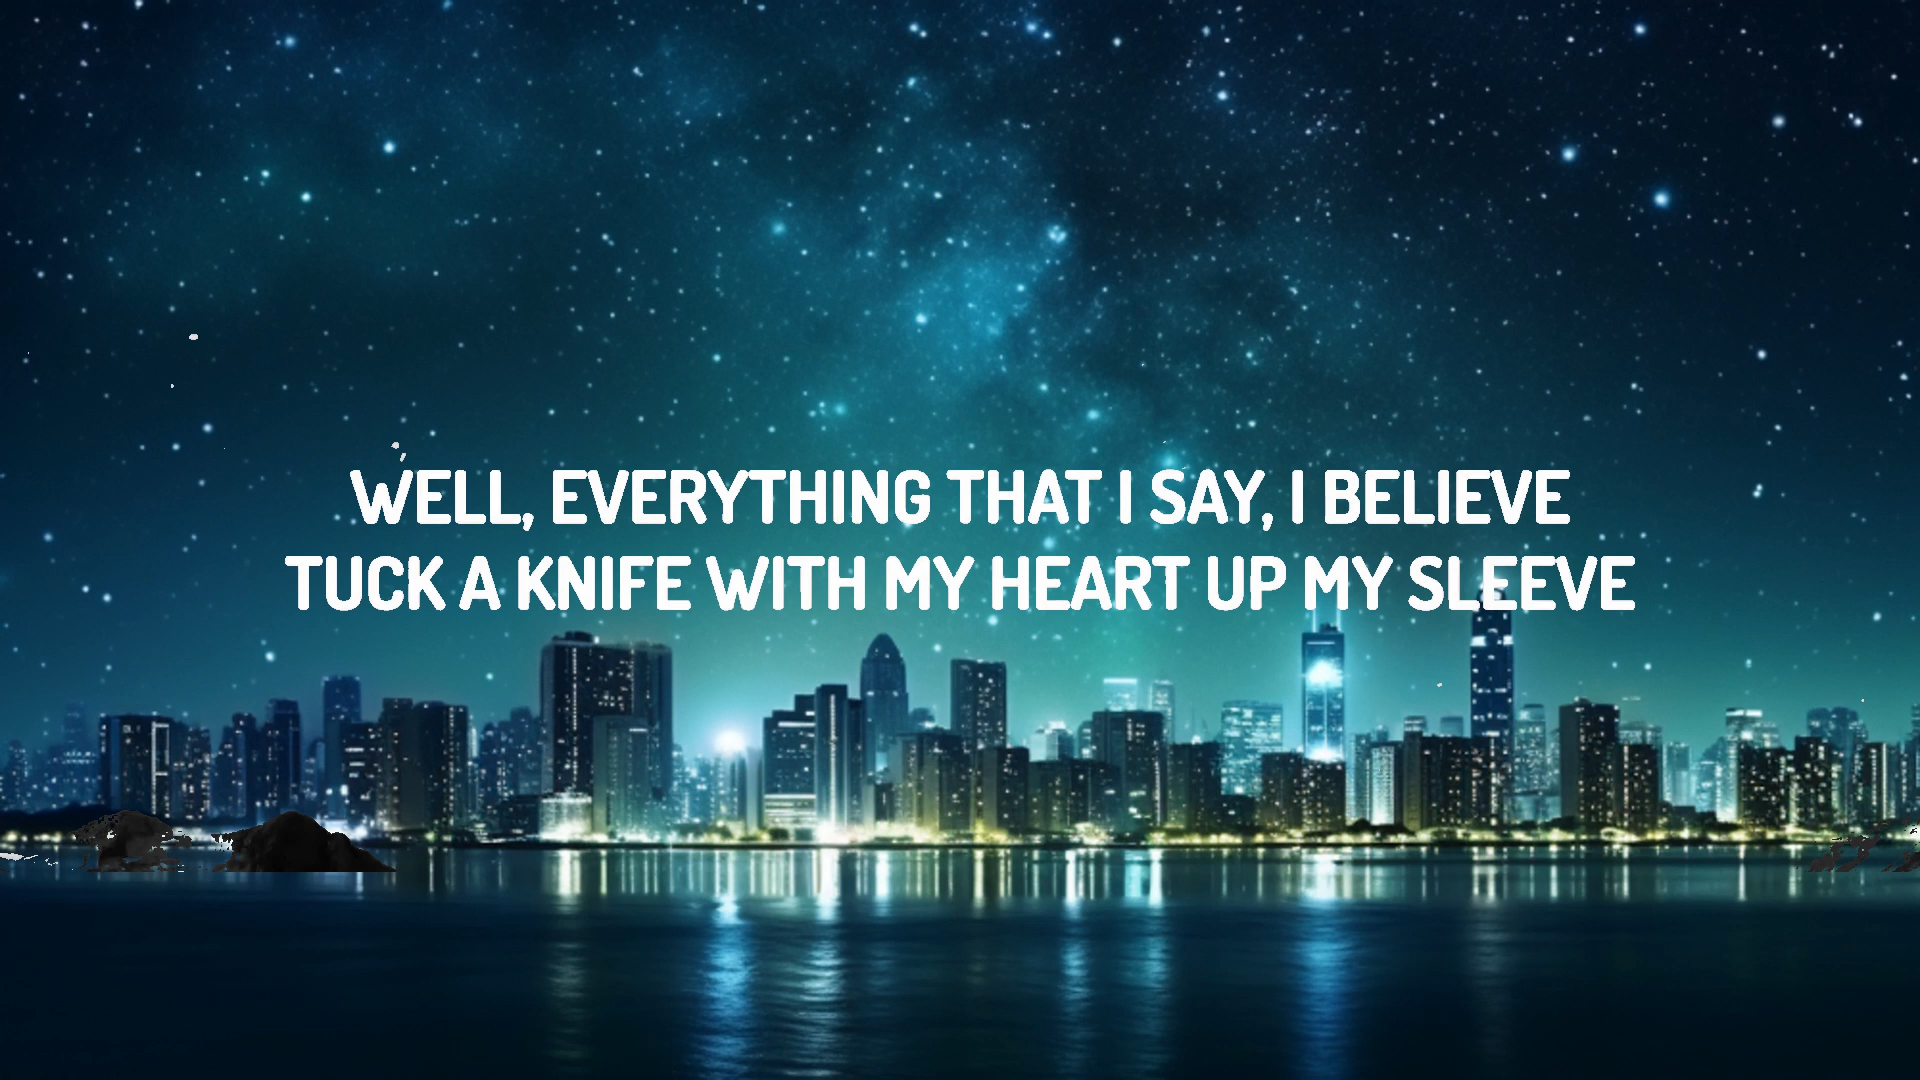 WELL, EVERYTHING THAT I SAY, I BELIEVE
TUCK A KNIFE WITH MY HEART UP MY SLEEVE